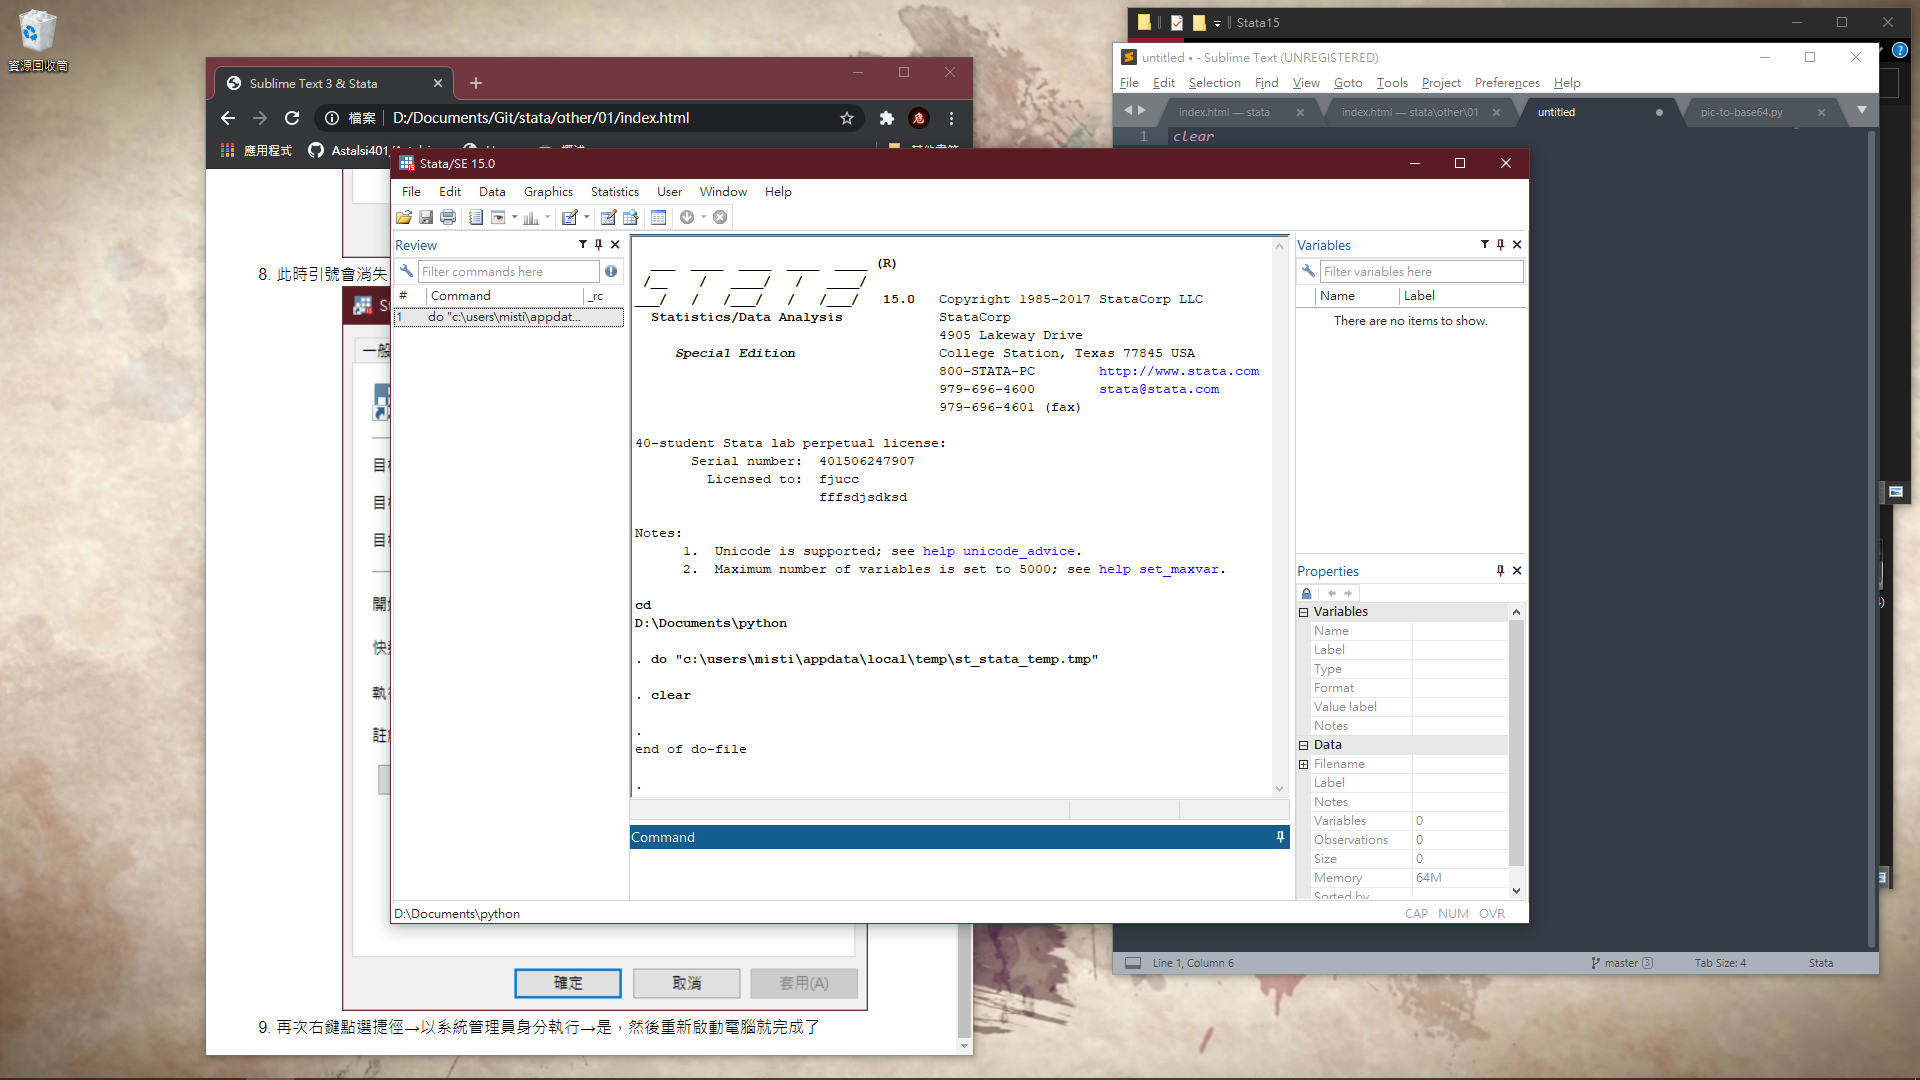 資源回收筒
Stata15
untitled • - Sublime Text (UNREGISTERED)
File Edit Selection Find View Goto Tools Project Preferences Help
index.html — stata
index.html — stata\other\01
untitled
pic-to-base64.py
1 clear
Line 1, Column 6
master 3
Tab Size: 4
Stata
Sublime Text 3 & Stata
檔案
D:/Documents/Git/stata/other/01/index.html
應用程式
8. 此時引號會消失
一般
確定
取消
套用(A)
9. 再次右鍵點選捷徑→以系統管理員身分執行→是，然後重新啟動電腦就完成了
Stata/SE 15.0
File Edit Data Graphics Statistics User Window Help
Review
Filter commands here
# Command _rc
1 do "c:\users\misti\appdat...
(R)
15.0 Copyright 1985-2017 StataCorp LLC
Statistics/Data Analysis StataCorp
4905 Lakeway Drive
Special Edition College Station, Texas 77845 USA
800-STATA-PC http://www.stata.com
979-696-4600 stata@stata.com
979-696-4601 (fax)
40-student Stata lab perpetual license:
Serial number: 401506247907
Licensed to: fjucc
fffsdjsdksd
Notes:
1. Unicode is supported; see help unicode_advice.
2. Maximum number of variables is set to 5000; see help set_maxvar.
cd
D:\Documents\python
. do "c:\users\misti\appdata\local\temp\st_stata_temp.tmp"
. clear
.
end of do-file
.
Command
Variables
Filter variables here
Name Label
There are no items to show.
Properties
Variables
Name
Label
Type
Format
Value label
Notes
Data
Filename
Label
Notes
Variables 0
Observations 0
Size 0
Memory 64M
Sorted by
D:\Documents\python
CAP NUM OVR